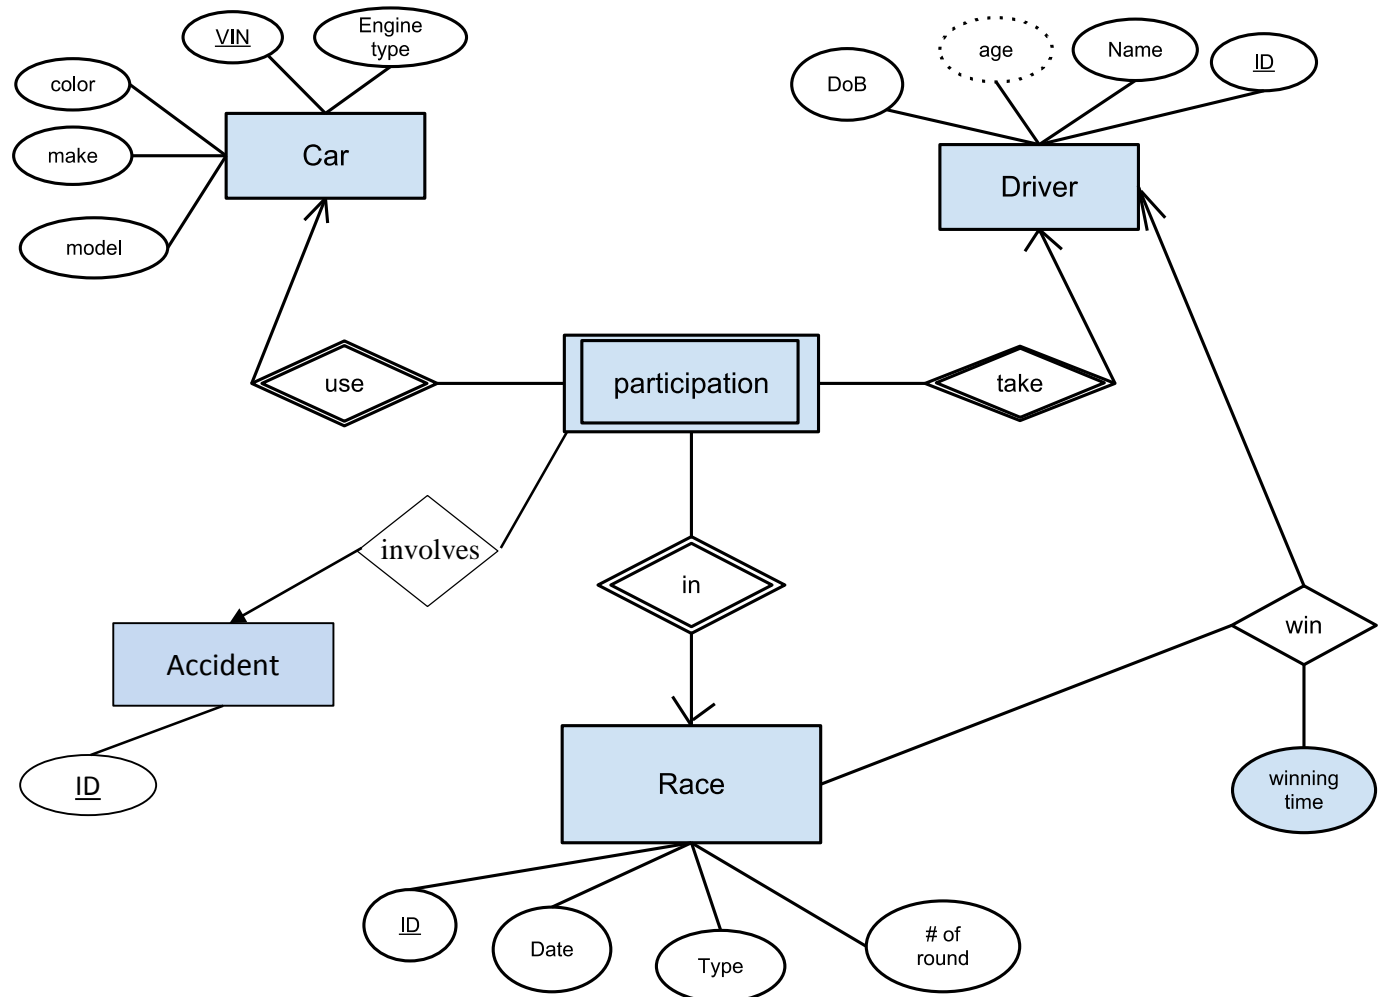 VIN
Engine
type
color
make
model
Car
DoB
age
Name
ID
Driver
use
participation
take
involves
in
Accident
ID
win
winning
time
Race
ID
Date
Type
# of
round